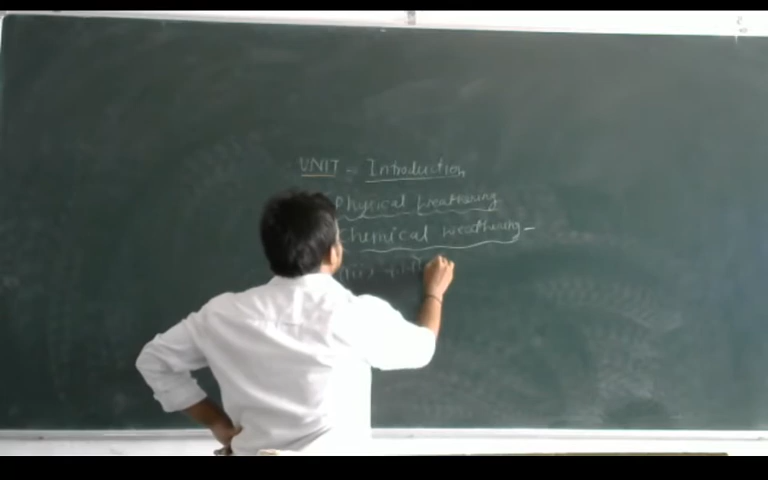 UNIT - Introduction
Physical weathering
Chemical weathering -